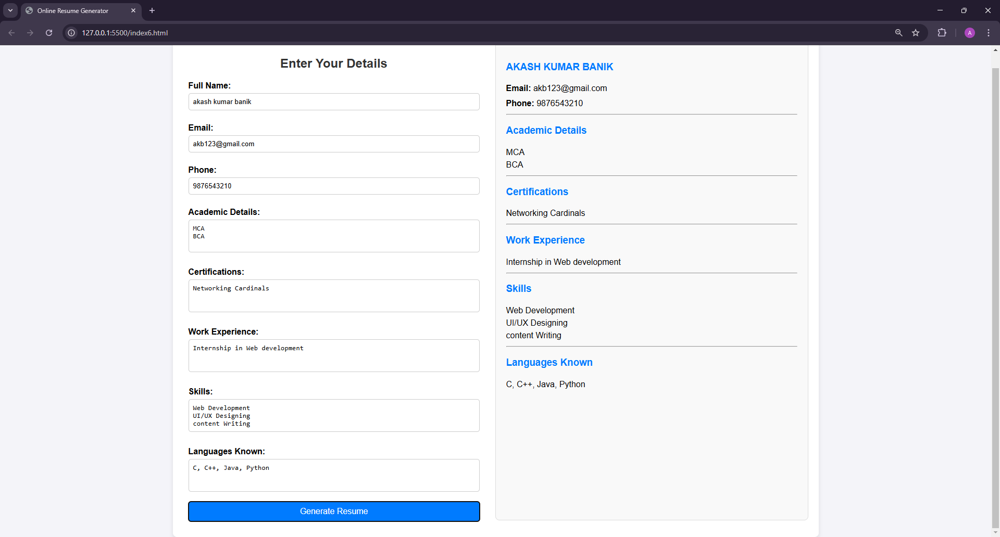 Online Resume Generator
127.0.0.1:5500/index6.html
A
Enter Your Details
Full Name:
akash kumar banik
Email:
akb123@gmail.com
Phone:
9876543210
Academic Details:
MCA
BCA
Certifications:
Networking Cardinals
Work Experience:
Internship in Web development
Skills:
Web Development
UI/UX Designing
content Writing
Languages Known:
C, C++, Java, Python
Generate Resume
AKASH KUMAR BANIK
Email: akb123@gmail.com
Phone: 9876543210
Academic Details
MCA
BCA
Certifications
Networking Cardinals
Work Experience
Internship in Web development
Skills
Web Development
UI/UX Designing
content Writing
Languages Known
C, C++, Java, Python